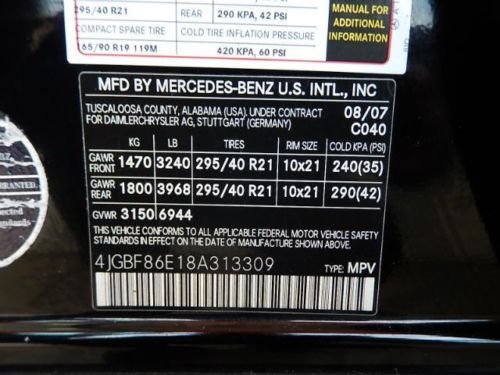 295/40 R21
290 KPA, 42 PSI
COMPACT SPARE TIRE
COLD TIRE INFLATION PRESSURE
165/90 R19 119M
420 KPA, 60 PSI
MANUAL FOR
ADDITIONAL
INFORMATION
MFD BY MERCEDES-BENZ U.S. INTL., INC
TUSCALOOSA COUNTY, ALABAMA (USA). UNDER CONTRACT
FOR DAIMLERCHRYSLER AG, STUTTGART (GERMANY)
08/07
C040
KG LB TIRES RIM SIZE COLD KPA (PSI)
GAWR FRONT 1470 3240 295/40 R21 10x21 240(35)
GAWR REAR 1800 3968 295/40 R21 10x21 290(42)
GVWR 3150 6944
THIS VEHICLE CONFORMS TO ALL APPLICABLE FEDERAL MOTOR VEHICLE SAFETY
STANDARDS IN EFFECT ON THE DATE OF MANUFACTURE SHOWN ABOVE.
4JGBF86E18A313309
TYPE: MPV